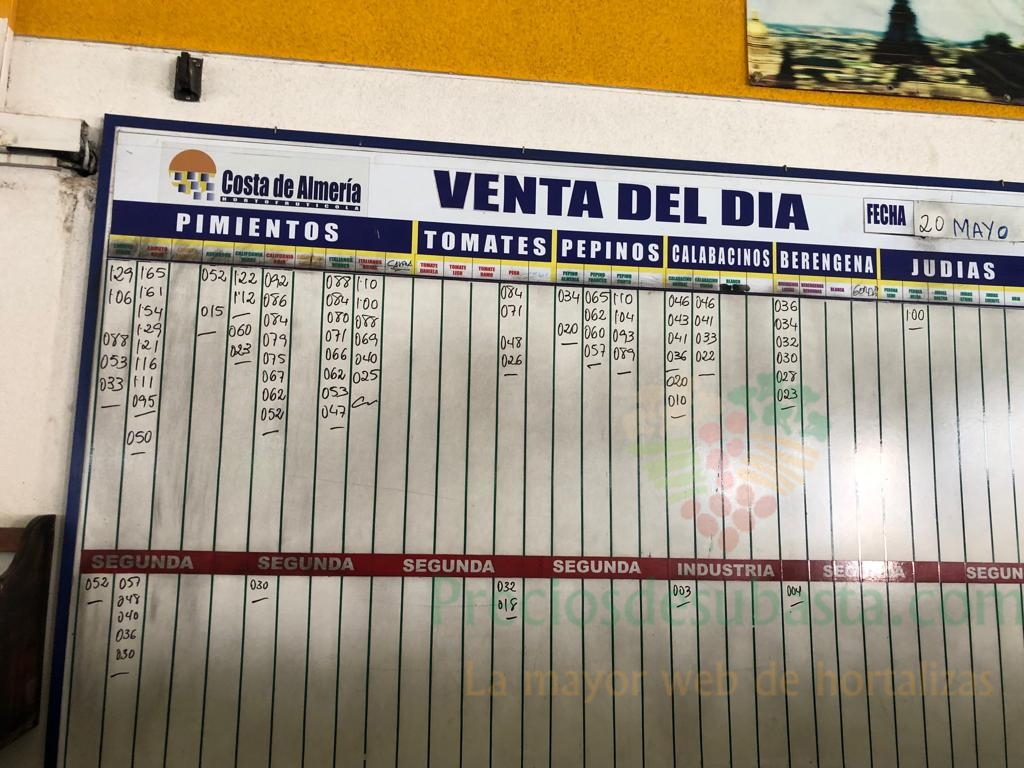 Costa de Almería
HORTOFRUTICOLA
VENTA DEL DIA
FECHA 20 MAYO
PIMIENTOS TOMATES PEPINOS CALABACINOS BERENGENA JUDIAS
129 165 052 122 092 088 110 084 034 065 110 046 046 036 100
106 161 112 086 084 100 071 062 104 043 041 034
154 015 084 080 088 020 060 093 041 033 032
129 060 079 071 069 048 057 089 036 022 030
088 121 023 075 066 040 026 020 028
053 116 067 062 025 010 023
033 111 062 053
095 052 047
050
SEGUNDA SEGUNDA SEGUNDA SEGUNDA INDUSTRIA SEGUNDA SEGUN
052 057 030 032 003 004
048 018
040
036
030
Preciosdesubasta.com
La mayor web de hortalizas